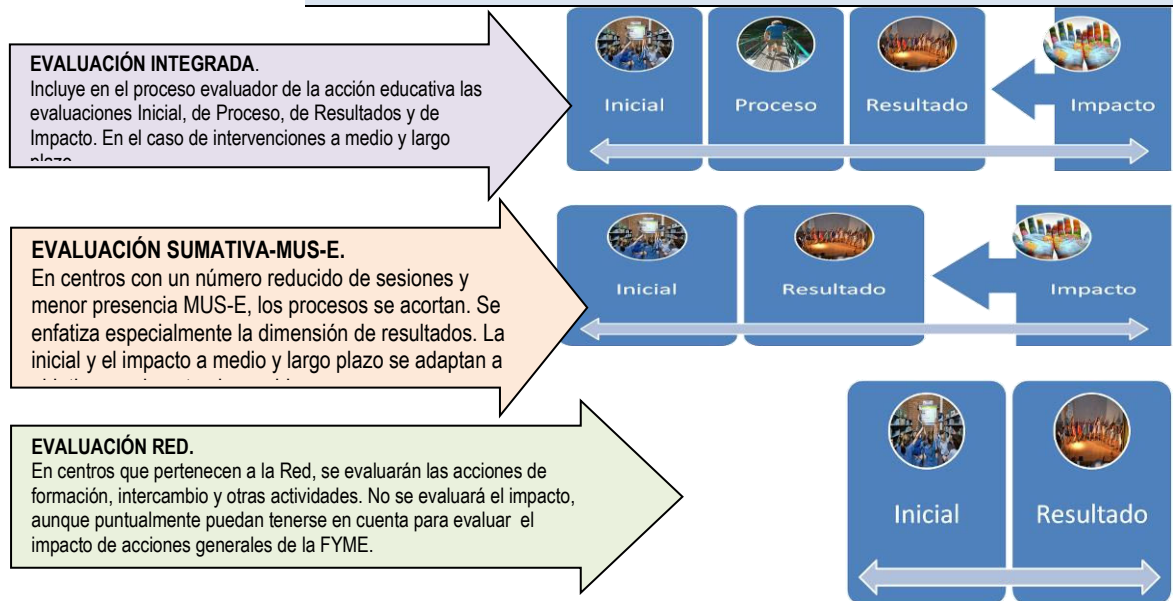 EVALUACIÓN INTEGRADA.
Incluye en el proceso evaluador de la acción educativa las
evaluaciones Inicial, de Proceso, de Resultados y de
Impacto. En el caso de intervenciones a medio y largo
Inicial
Proceso
Resultado
Impacto
EVALUACIÓN SUMATIVA-MUS-E.
En centros con un número reducido de sesiones y
menor presencia MUS-E, los procesos se acortan. Se
enfatiza especialmente la dimensión de resultados. La
inicial y el impacto a medio y largo plazo se adaptan a
Inicial
Resultado
Impacto
EVALUACIÓN RED.
En centros que pertenecen a la Red, se evaluarán las acciones de
formación, intercambio y otras actividades. No se evaluará el impacto,
aunque puntualmente puedan tenerse en cuenta para evaluar el
impacto de acciones generales de la FYME.
Inicial
Resultado